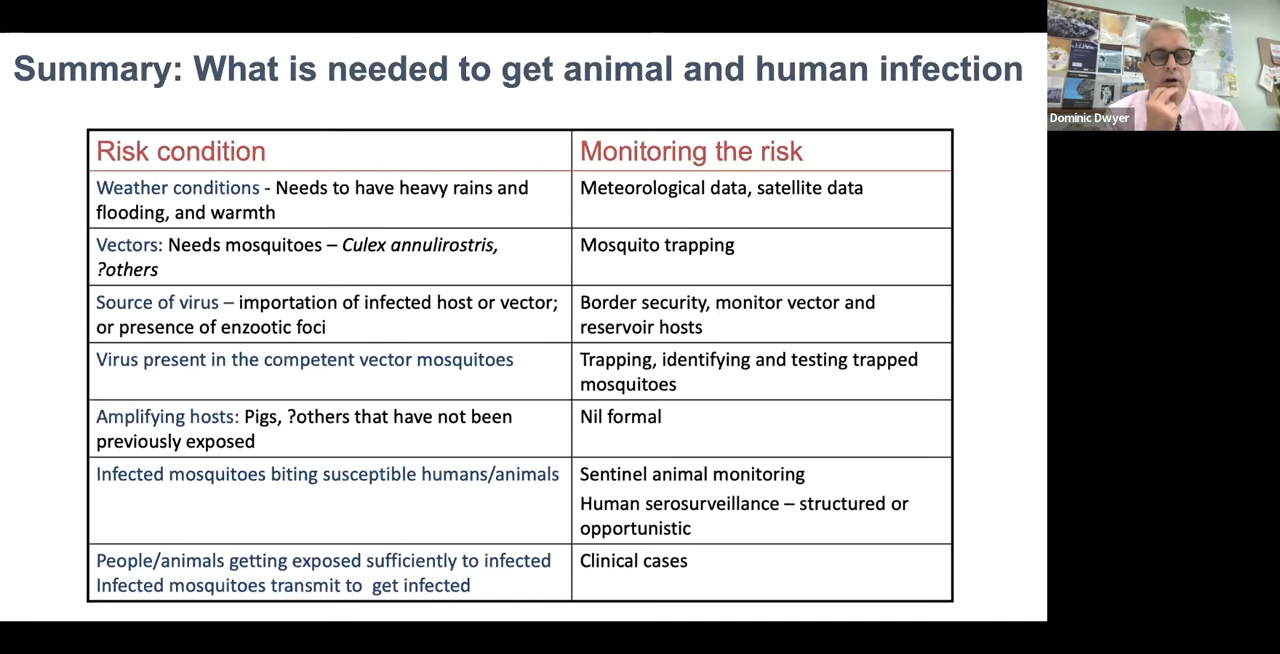 Summary: What is needed to get animal and human infection
Dominic Dwyer
Risk condition
Monitoring the risk
Weather conditions - Needs to have heavy rains and
flooding, and warmth
Meteorological data, satellite data
Vectors: Needs mosquitoes – Culex annulirostris,
?others
Mosquito trapping
Source of virus – importation of infected host or vector;
or presence of enzootic foci
Border security, monitor vector and
reservoir hosts
Virus present in the competent vector mosquitoes
Trapping, identifying and testing trapped
mosquitoes
Amplifying hosts: Pigs, ?others that have not been
previously exposed
Nil formal
Infected mosquitoes biting susceptible humans/animals
Sentinel animal monitoring
Human serosurveillance – structured or
opportunistic
People/animals getting exposed sufficiently to infected
Infected mosquitoes transmit to  get infected
Clinical cases